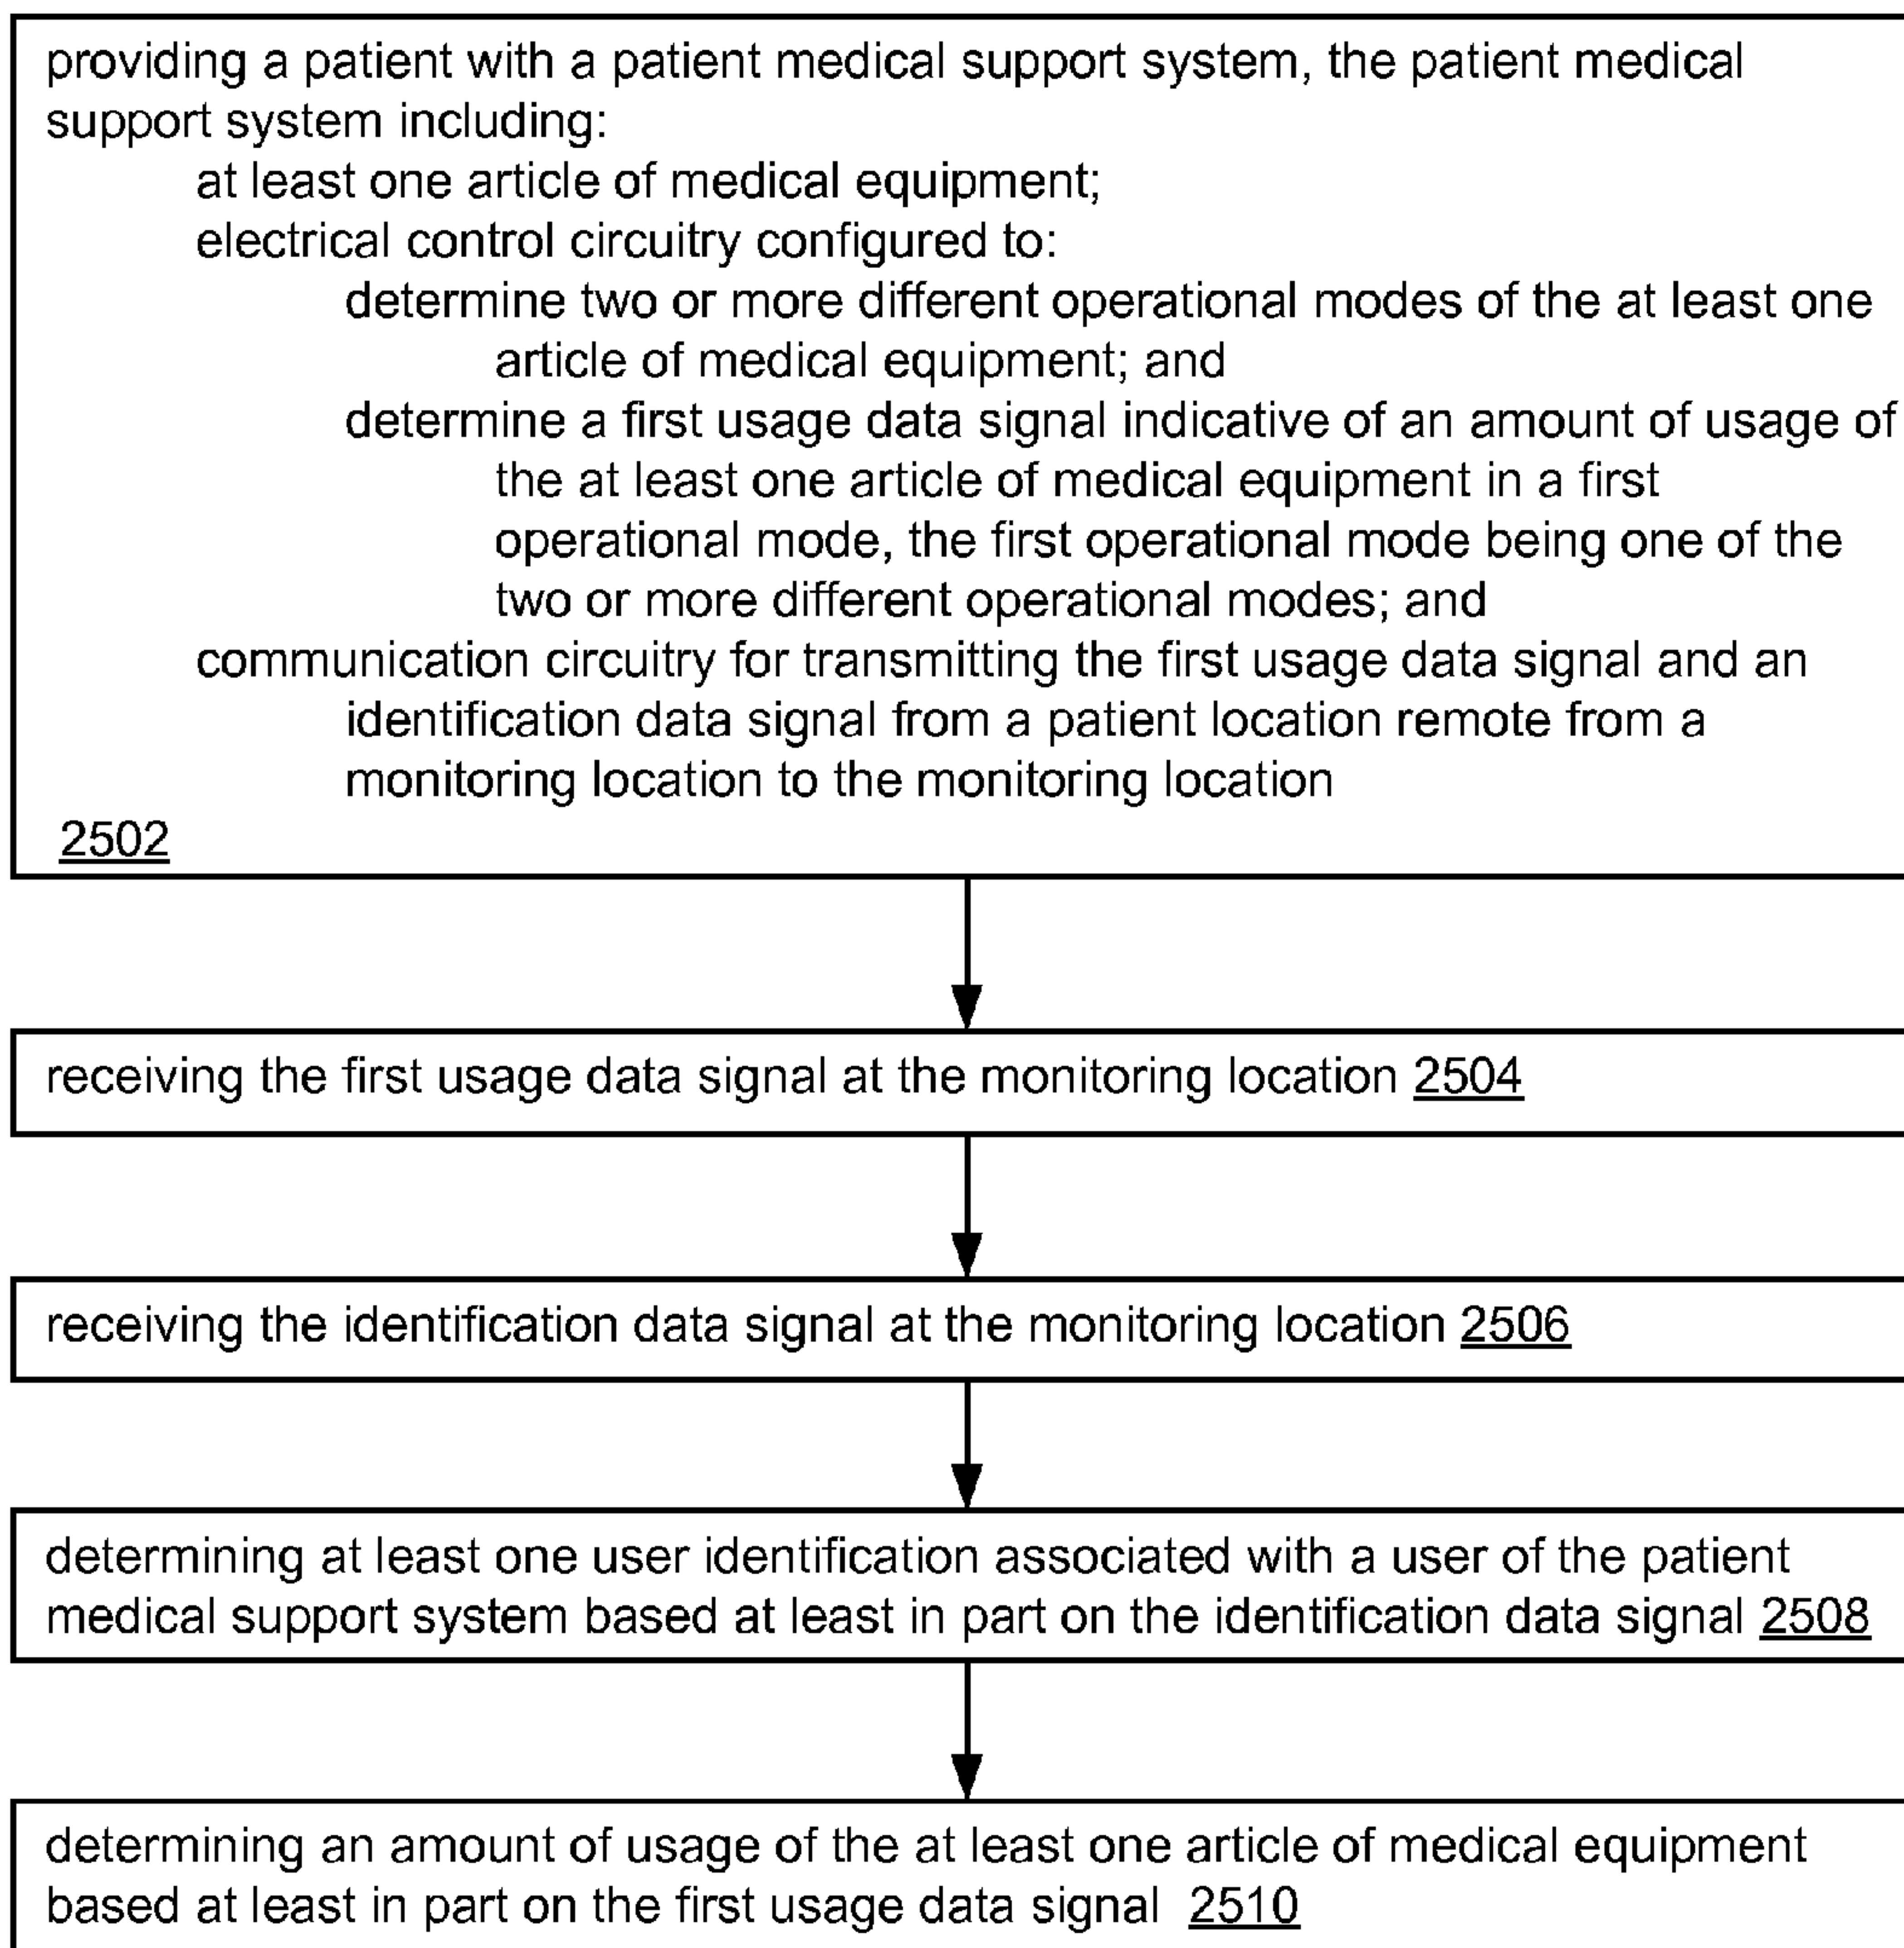 providing a patient with a patient medical support system, the patient medical
support system including:
at least one article of medical equipment;
electrical control circuitry configured to:
determine two or more different operational modes of the at least one
article of medical equipment; and
determine a first usage data signal indicative of an amount of usage of
the at least one article of medical equipment in a first
operational mode, the first operational mode being one of the
two or more different operational modes; and
communication circuitry for transmitting the first usage data signal and an
identification data signal from a patient location remote from a
monitoring location to the monitoring location
2502
receiving the first usage data signal at the monitoring location 2504
receiving the identification data signal at the monitoring location 2506
determining at least one user identification associated with a user of the patient
medical support system based at least in part on the identification data signal 2508
determining an amount of usage of the at least one article of medical equipment
based at least in part on the first usage data signal 2510